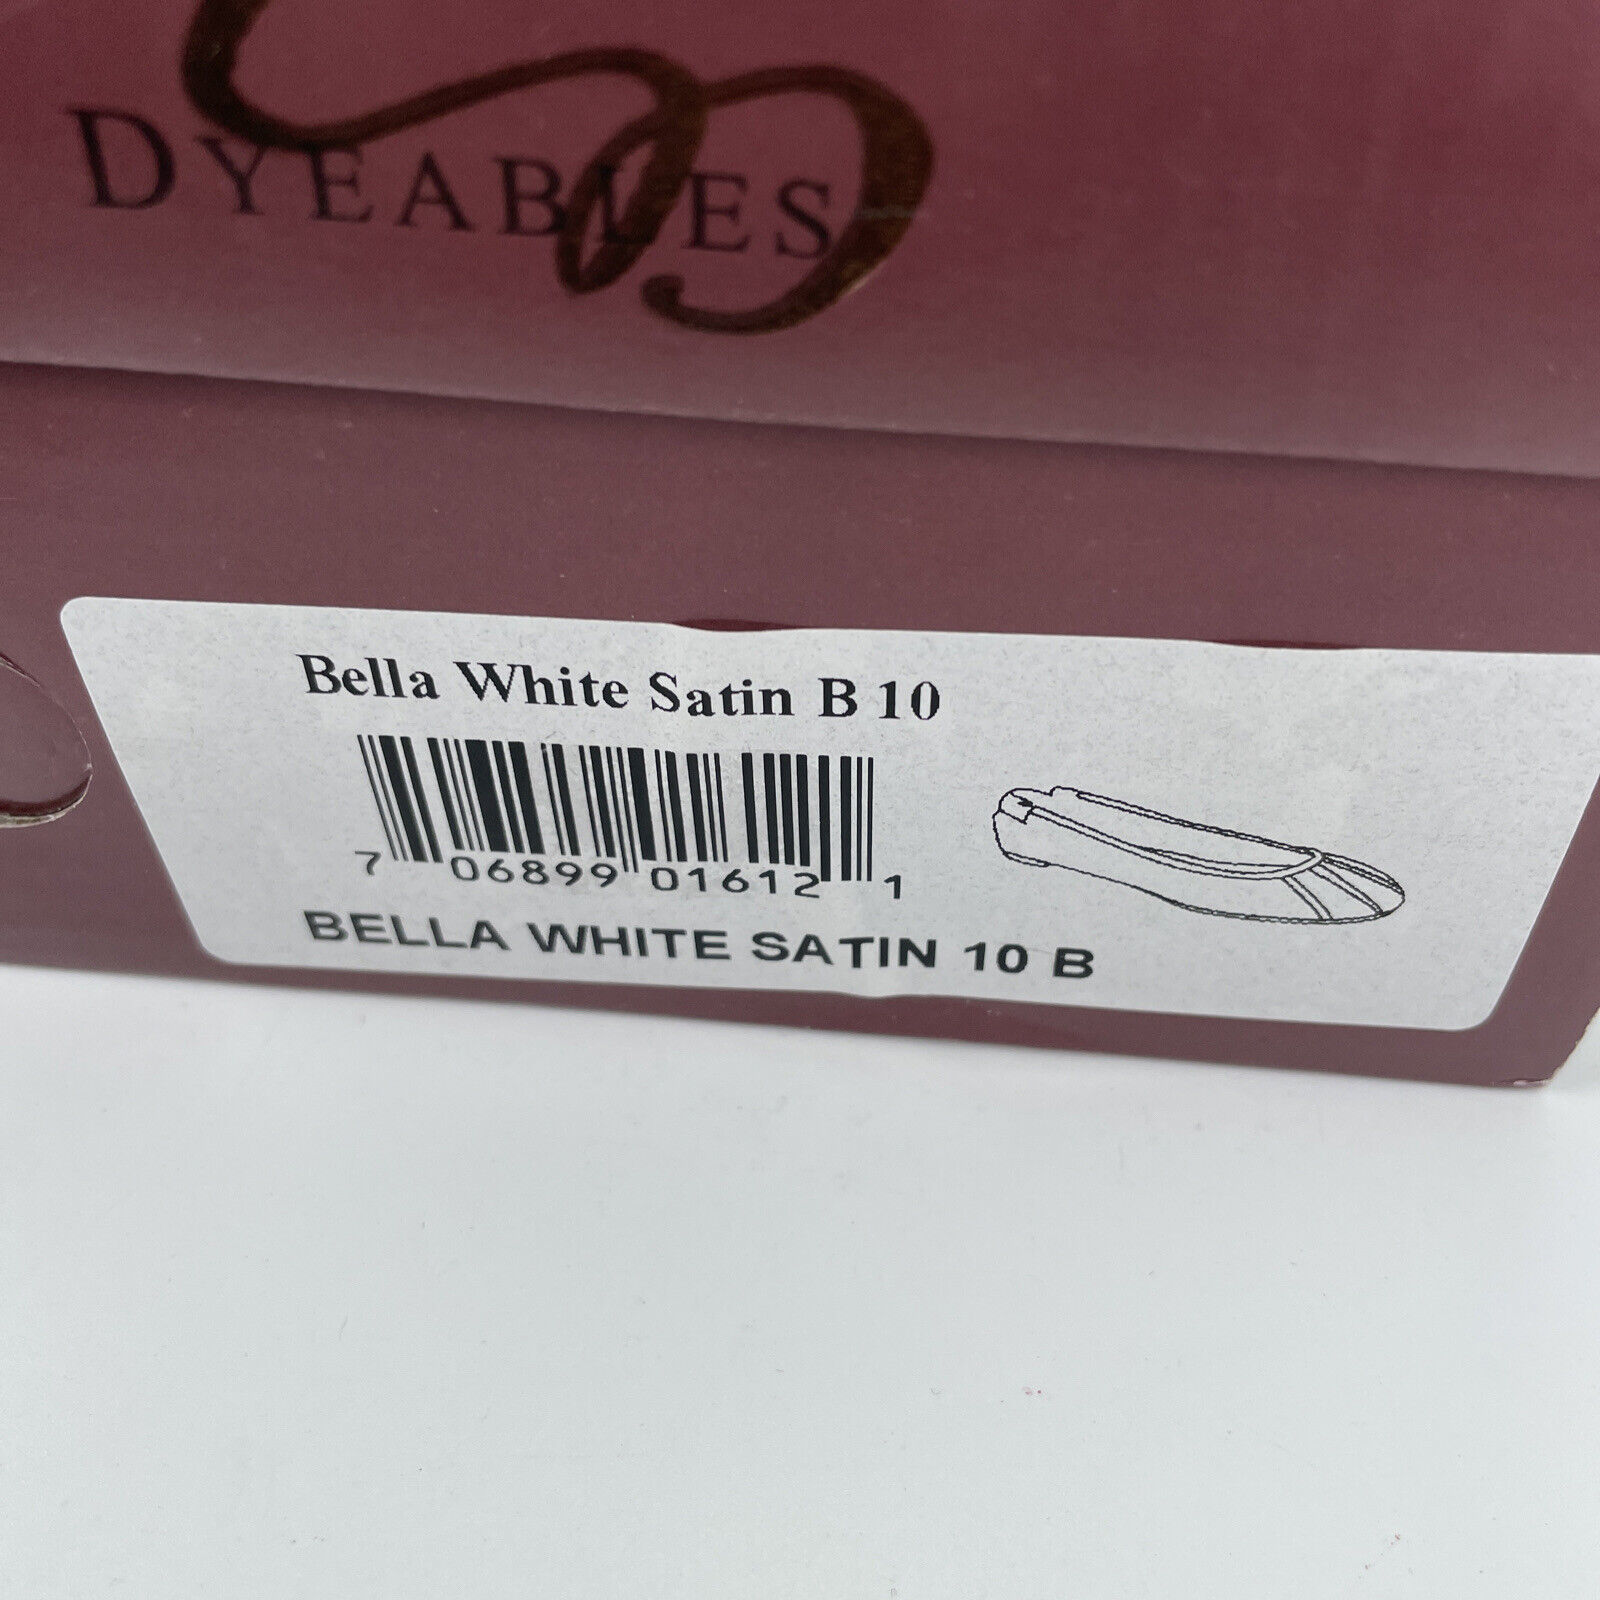 DYEABLES
Bella White Satin B 10
7 06899 01612 1
BELLA WHITE SATIN 10 B